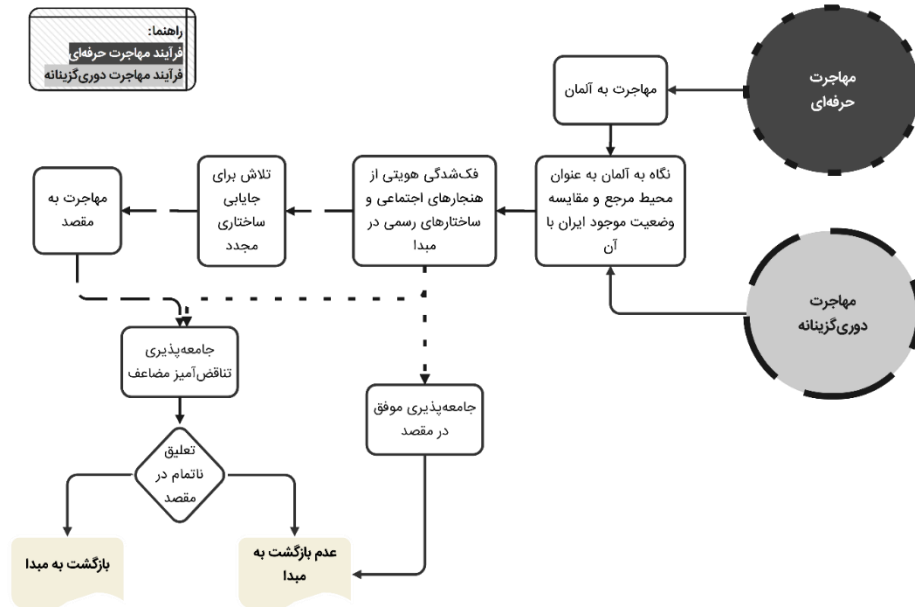 راهنما:
فرآیند مهاجرت حرفه‌ای
فرآیند مهاجرت دوری‌گزینانه
مهاجرت
حرفه‌ای
مهاجرت به آلمان
نگاه به آلمان به عنوان
محیط مرجع و مقایسه
وضعیت موجود ایران با
آن
فک‌شدگی هویتی از
هنجارهای اجتماعی و
ساختارهای رسمی در
مبدا
تلاش برای
جایابی
ساختاری
مجدد
مهاجرت به
مقصد
مهاجرت
دوری‌گزینانه
جامعه‌پذیری
تناقض‌آمیز مضاعف
جامعه‌پذیری موفق
در مقصد
تعلیق
ناتمام در
مقصد
عدم بازگشت به
مبدا
بازگشت به مبدا